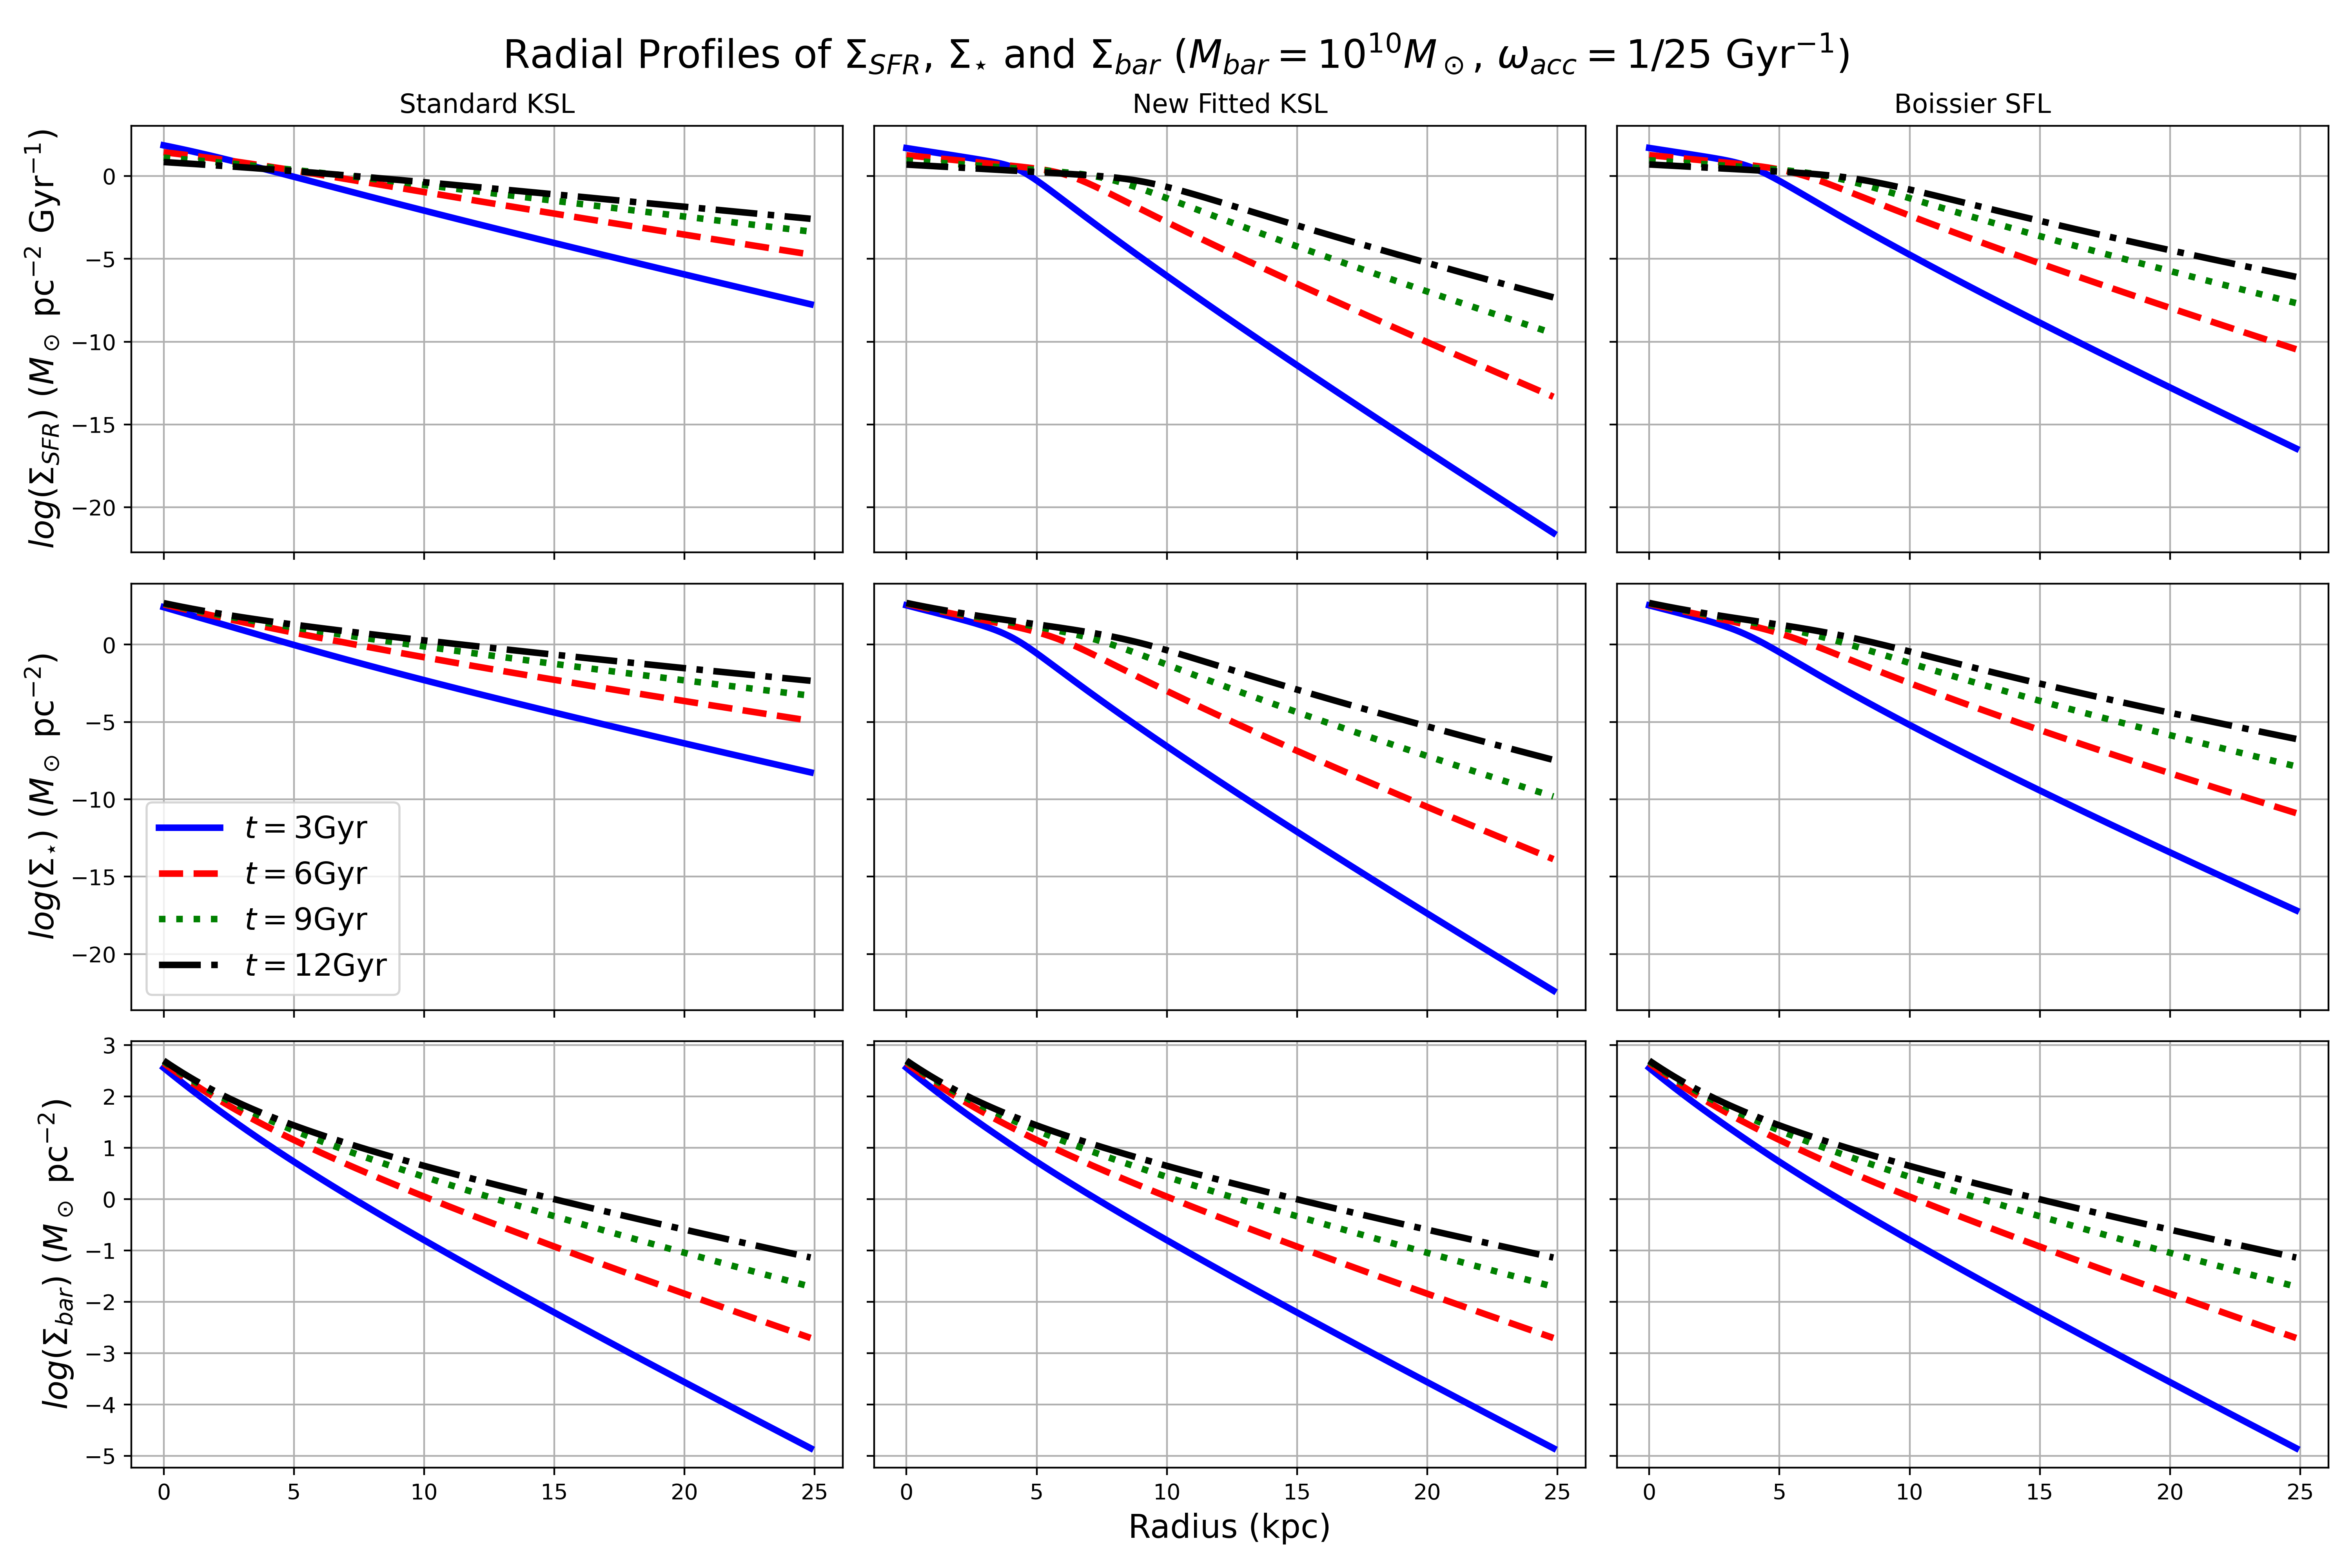 Radial Profiles of Σ_SFR, Σ_⋆ and Σ_bar (M_bar = 10^10 M_⊙, ω_acc = 1/25 Gyr^−1)
Standard KSL
New Fitted KSL
Boissier SFL
log(Σ_SFR) (M_⊙ pc^−2 Gyr^−1)
0
−5
−10
−15
−20
log(Σ_⋆) (M_⊙ pc^−2)
0
−5
−10
−15
−20
t = 3Gyr
t = 6Gyr
t = 9Gyr
t = 12Gyr
log(Σ_bar) (M_⊙ pc^−2)
3
2
1
0
−1
−2
−3
−4
−5
0 5 10 15 20 25
0 5 10 15 20 25
0 5 10 15 20 25
Radius (kpc)